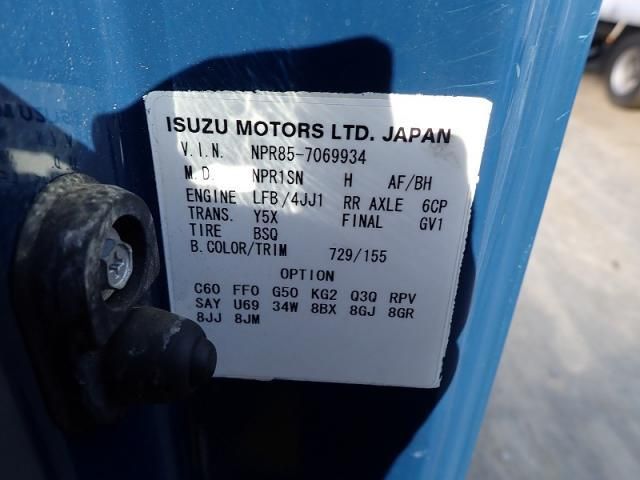 ISUZU MOTORS LTD. JAPAN
V.I.N. NPR85-7069934
M.D. NPR1SN H AF/BH
ENGINE LFB/4JJ1 RR AXLE 6CP
TRANS. Y5X FINAL GV1
TIRE BSQ
B.COLOR/TRIM 729/155
OPTION
C60 FF0 G50 KG2 Q3Q RPV
SAY U69 34W 8BX 8GJ 8GR
8JJ 8JM